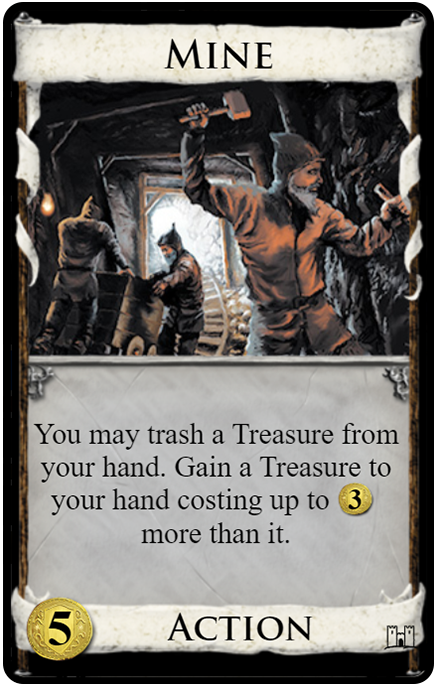 MINE
You may trash a Treasure from
your hand. Gain a Treasure to
your hand costing up to 3
more than it.
5
ACTION